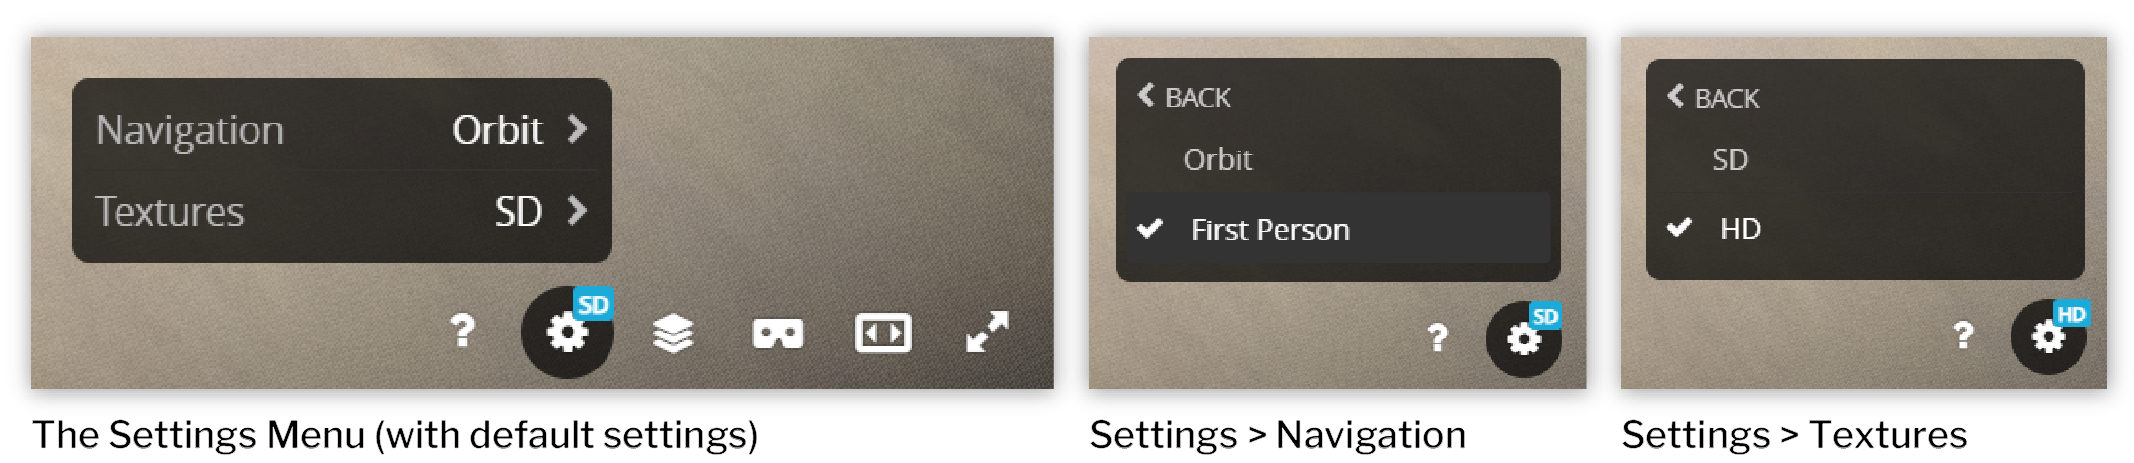 Navigation Orbit
Textures SD
? SD
The Settings Menu (with default settings)
BACK
Orbit
First Person
? SD
Settings > Navigation
BACK
SD
HD
? HD
Settings > Textures